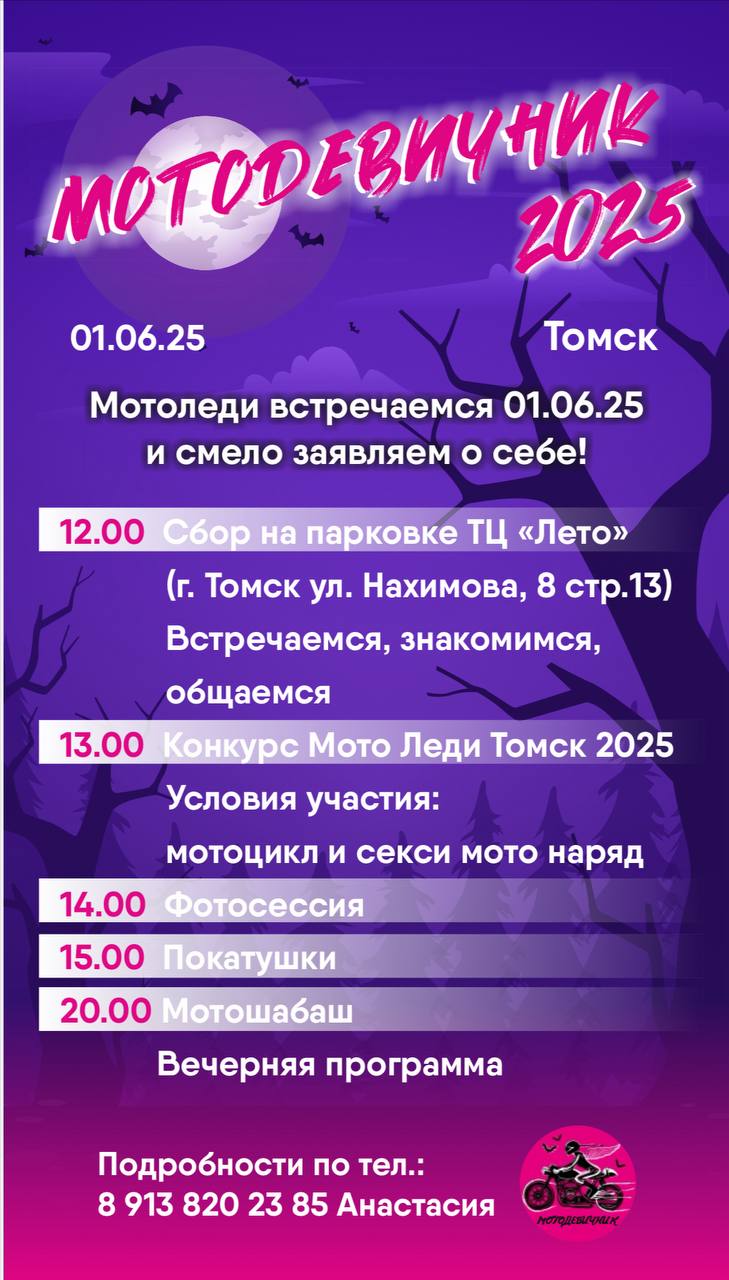 МОТОДЕВИЧНИК
2025
01.06.25 Томск
Мотоледи встречаемся 01.06.25
и смело заявляем о себе!
12.00 Сбор на парковке ТЦ «Лето»
(г. Томск ул. Нахимова, 8 стр.13)
Встречаемся, знакомимся,
общаемся
13.00 Конкурс Мото Леди Томск 2025
Условия участия:
мотоцикл и секси мото наряд
14.00 Фотосессия
15.00 Покатушки
20.00 Мотошабаш
Вечерняя программа
Подробности по тел.:
8 913 820 23 85 Анастасия
МОТОДЕВИЧНИК